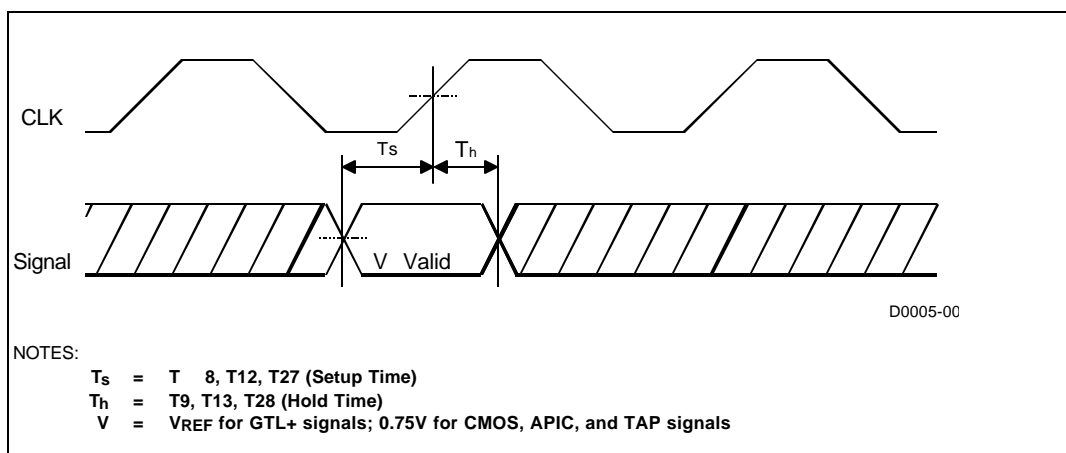 CLK
Ts Th
Signal
V Valid
D0005-00
NOTES:
Ts = T 8, T12, T27 (Setup Time)
Th = T9, T13, T28 (Hold Time)
V = VREF for GTL+ signals; 0.75V for CMOS, APIC, and TAP signals